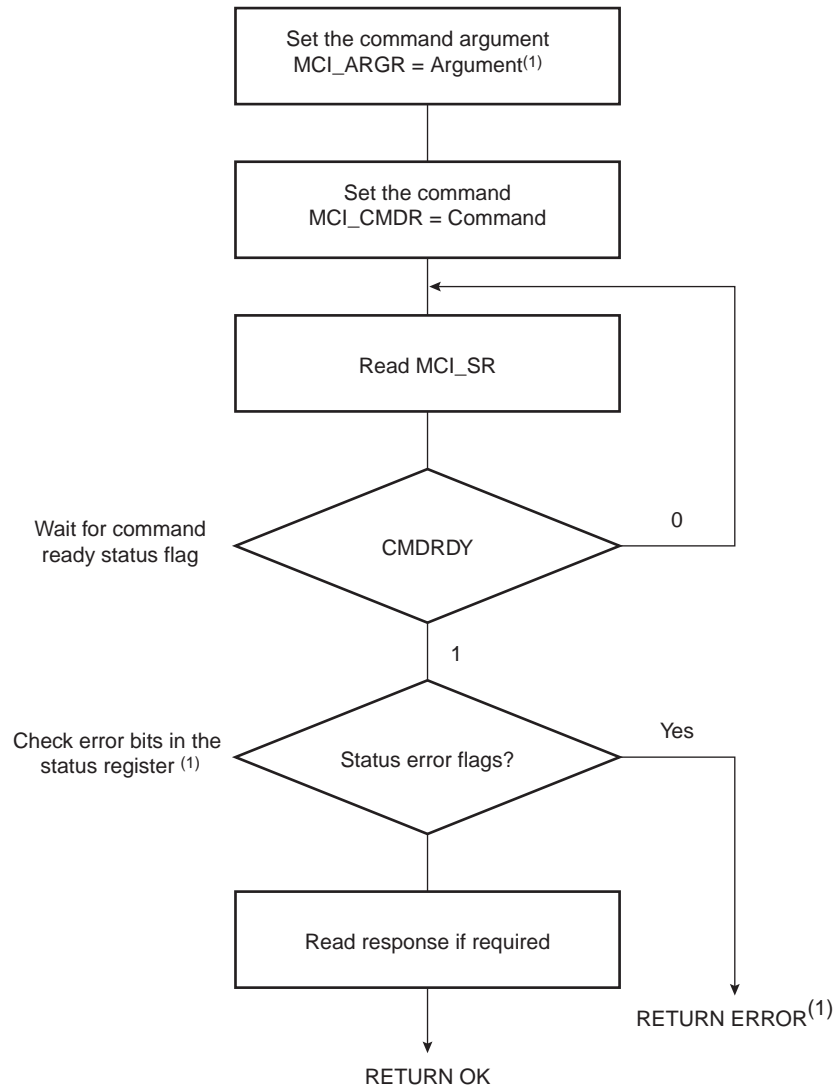 Set the command argument
MCI_ARGR = Argument(1)
Set the command
MCI_CMDR = Command
Read MCI_SR
Wait for command
ready status flag
CMDRDY
0
1
Check error bits in the
status register (1)
Status error flags?
Yes
Read response if required
RETURN ERROR(1)
RETURN OK